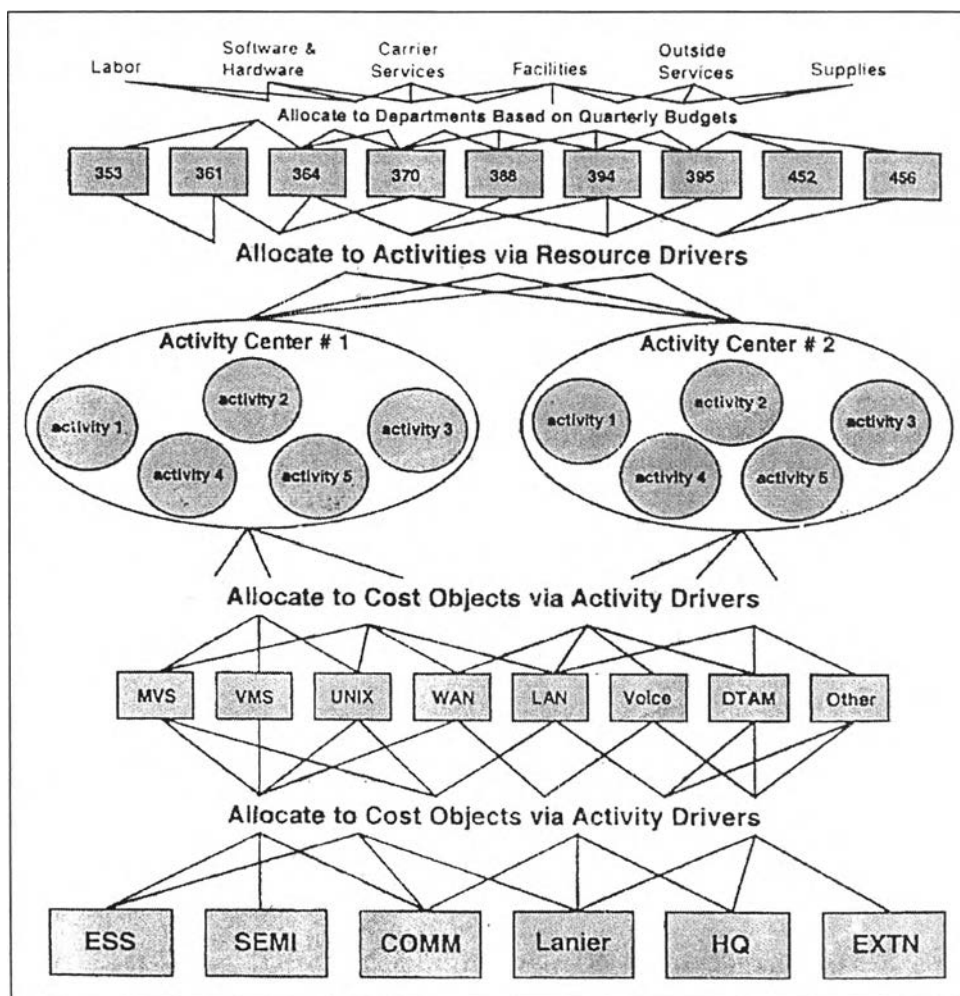 Labor Software & Hardware Carrier Services Facilities Outside Services Supplies
Allocate to Departments Based on Quarterly Budgets
353 361 364 370 388 394 395 452 456
Allocate to Activities via Resource Drivers
Activity Center # 1 Activity Center # 2
activity 1 activity 2 activity 3 activity 4 activity 5
activity 1 activity 2 activity 3 activity 4 activity 5
Allocate to Cost Objects via Activity Drivers
MVS VMS UNIX WAN LAN Voice DTAM Other
Allocate to Cost Objects via Activity Drivers
ESS SEMI COMM Lanier HQ EXTN